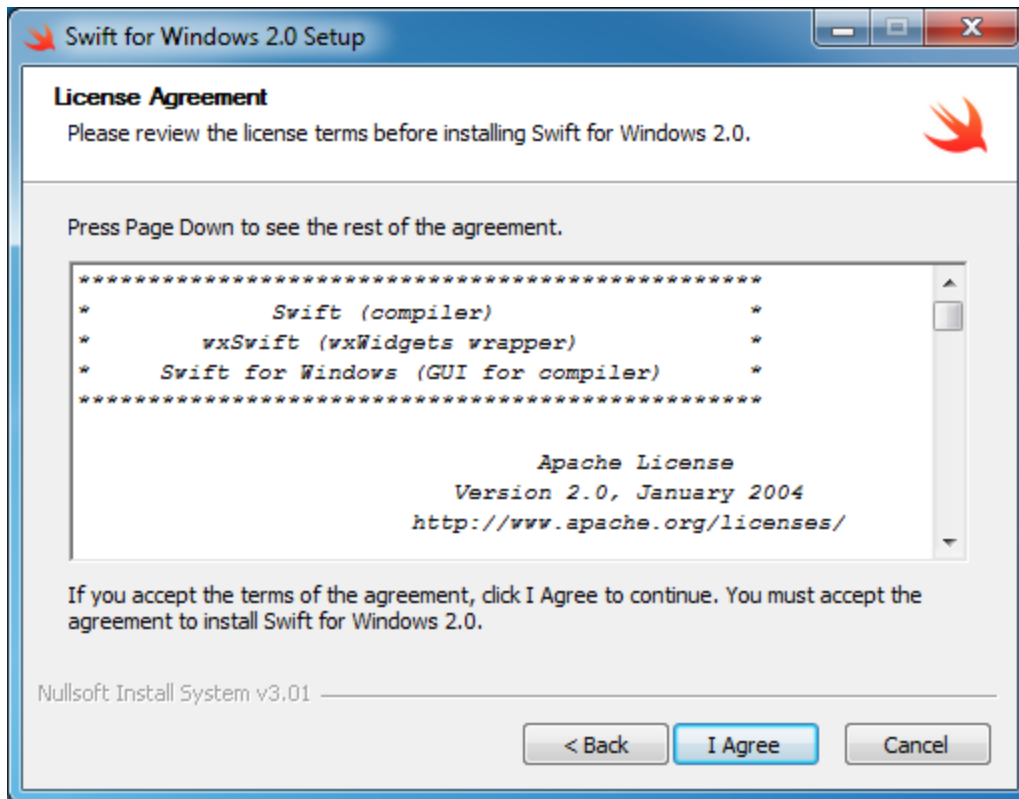 Swift for Windows 2.0 Setup
License Agreement
Please review the license terms before installing Swift for Windows 2.0.
Press Page Down to see the rest of the agreement.
*************************************************
* Swift (compiler) *
* wxSwift (wxWidgets wrapper) *
* Swift for Windows (GUI for compiler) *
*************************************************
Apache License
Version 2.0, January 2004
http://www.apache.org/licenses/
If you accept the terms of the agreement, click I Agree to continue. You must accept the
agreement to install Swift for Windows 2.0.
Nullsoft Install System v3.01
< Back I Agree Cancel